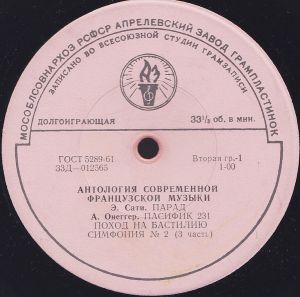 МОСОБЛСОВНАРХОЗ РСФСР АПРЕЛЕВСКИЙ ЗАВОД ГРАМПЛАСТИНОК
ЗАПИСАНО ВО ВСЕСОЮЗНОЙ СТУДИИ ГРАМЗАПИСИ
ДОЛГОИГРАЮЩАЯ 33⅓ об. в мин.
ГОСТ 5289-61 Вторая гр.-1
33Д—012565 1-00
АНТОЛОГИЯ СОВРЕМЕННОЙ
ФРАНЦУЗСКОЙ МУЗЫКИ
Э. Сати. ПАРАД
А. Онеггер. ПАСИФИК 231
ПОХОД НА БАСТИЛИЮ
СИМФОНИЯ № 2 (3 часть)